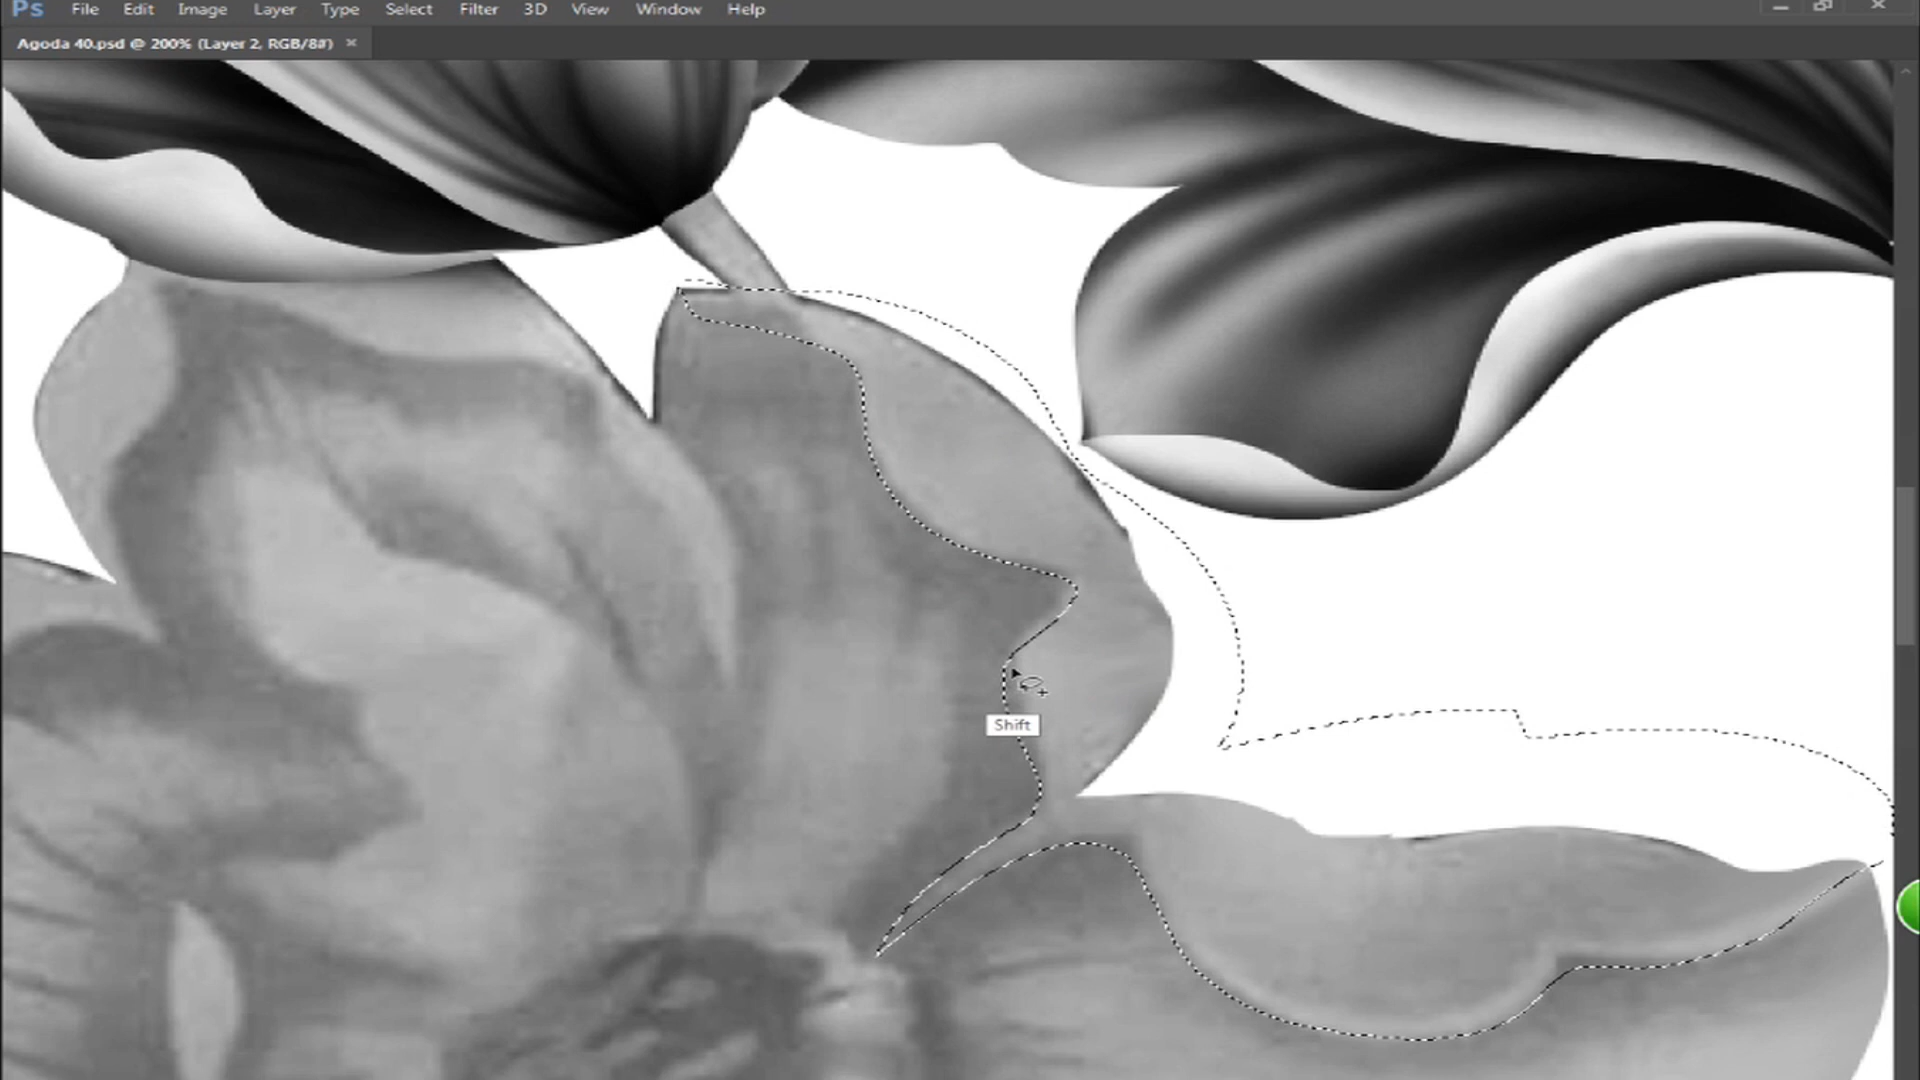 Ps File Edit Image Layer Type Select Filter 3D View Window Help
Agoda 40.psd @ 200% (Layer 2, RGB/8#) ×
Shift